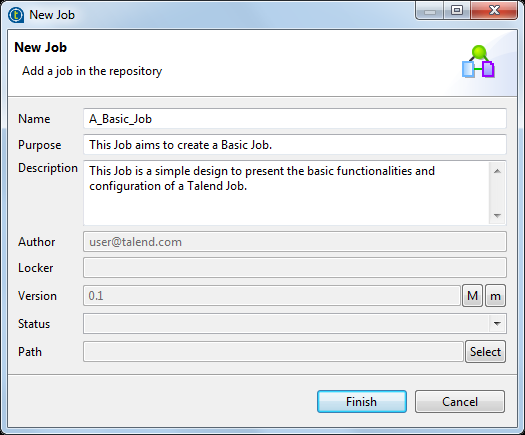 New Job
New Job
Add a job in the repository
Name A_Basic_Job
Purpose This Job aims to create a Basic Job.
Description This Job is a simple design to present the basic functionalities and
configuration of a Talend Job.
Author user@talend.com
Locker
Version 0.1 M m
Status
Path Select
Finish Cancel